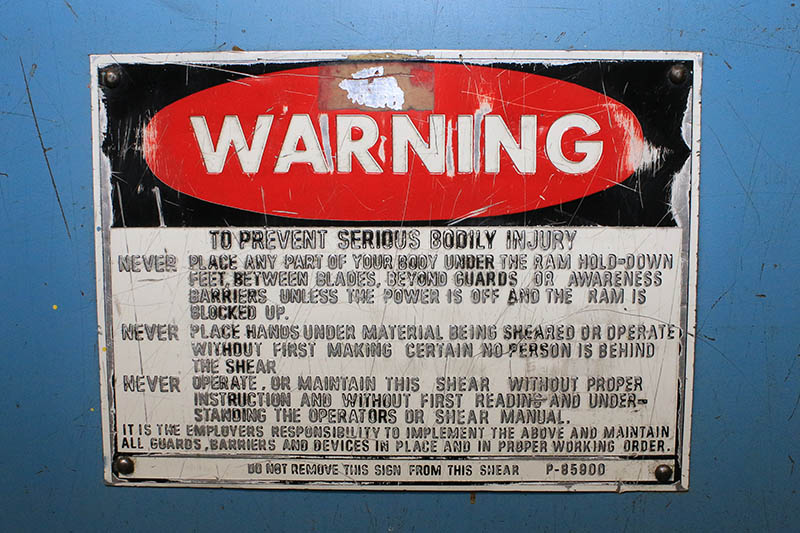 WARNING
TO PREVENT SERIOUS BODILY INJURY
NEVER PLACE ANY PART OF YOUR BODY UNDER THE RAM HOLD-DOWN
FEET, BETWEEN BLADES, BEYOND GUARDS OR AWARENESS
BARRIERS UNLESS THE POWER IS OFF AND THE RAM IS
BLOCKED UP.
NEVER PLACE HANDS UNDER MATERIAL BEING SHEARED OR OPERATE
WITHOUT FIRST MAKING CERTAIN NO PERSON IS BEHIND
THE SHEAR
NEVER OPERATE, OR MAINTAIN THIS SHEAR WITHOUT PROPER
INSTRUCTION AND WITHOUT FIRST READING AND UNDER-
STANDING THE OPERATORS OR SHEAR MANUAL.
IT IS THE EMPLOYERS RESPONSIBILITY TO IMPLEMENT THE ABOVE AND MAINTAIN
ALL GUARDS, BARRIERS AND DEVICES IN PLACE AND IN PROPER WORKING ORDER.
DO NOT REMOVE THIS SIGN FROM THIS SHEAR P-85900